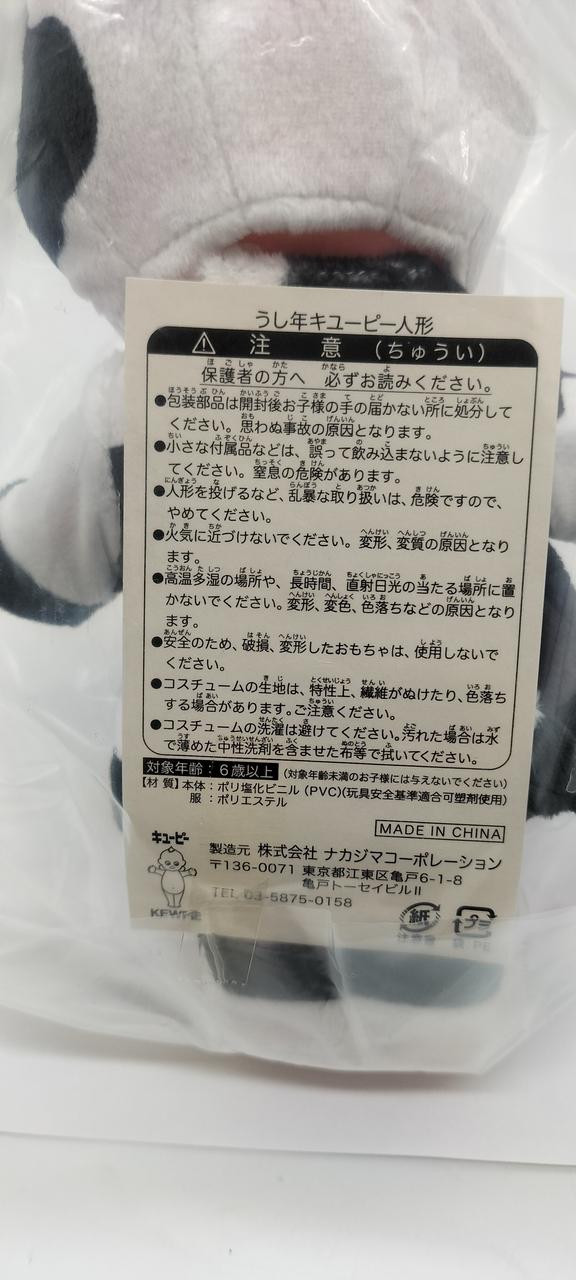 うし年キユーピー人形
⚠ 注 意 (ちゅうい)
保護者の方へ 必ずお読みください。
●包装部品は開封後お子様の手の届かない所に処分して
ください。思わぬ事故の原因となります。
●小さな付属品などは、誤って飲み込まないように注意し
てください。窒息の危険があります。
●人形を投げるなど、乱暴な取り扱いは、危険ですので、
やめてください。
●火気に近づけないでください。変形、変質の原因となり
ます。
●高温多湿の場所や、長時間、直射日光の当たる場所に置
かないでください。変形、変色、色落ちなどの原因となり
ます。
●安全のため、破損、変形したおもちゃは、使用しないで
ください。
●コスチュームの生地は、特性上、繊維がぬけたり、色落ち
する場合があります。ご注意ください。
●コスチュームの洗濯は避けてください。汚れた場合は水
で薄めた中性洗剤を含ませた布等で拭いてください。
対象年齢：6歳以上 (対象年齢未満のお子様には与えないでください)
【材 質】本体：ポリ塩化ビニル (PVC)(玩具安全基準適合可塑剤使用)
服：ポリエステル
MADE IN CHINA
キユーピー
KEWPIE
製造元 株式会社 ナカジマコーポレーション
〒136-0071 東京都江東区亀戸6-1-8
亀戸トーセイビルⅡ
TEL 03-5875-0158
紙 プラ
注意書 袋 PE